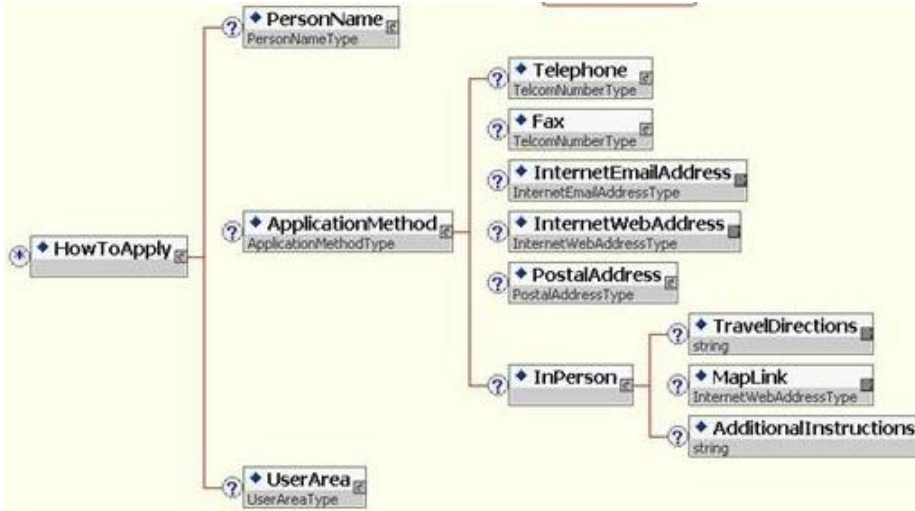 PersonName
PersonNameType
Telephone
TelcomNumberType
Fax
TelcomNumberType
InternetEmailAddress
InternetEmailAddressType
ApplicationMethod
ApplicationMethodType
InternetWebAddress
InternetWebAddressType
HowToApply
PostalAddress
PostalAddressType
TravelDirections
string
InPerson
MapLink
InternetWebAddressType
AdditionalInstructions
string
UserArea
UserAreaType